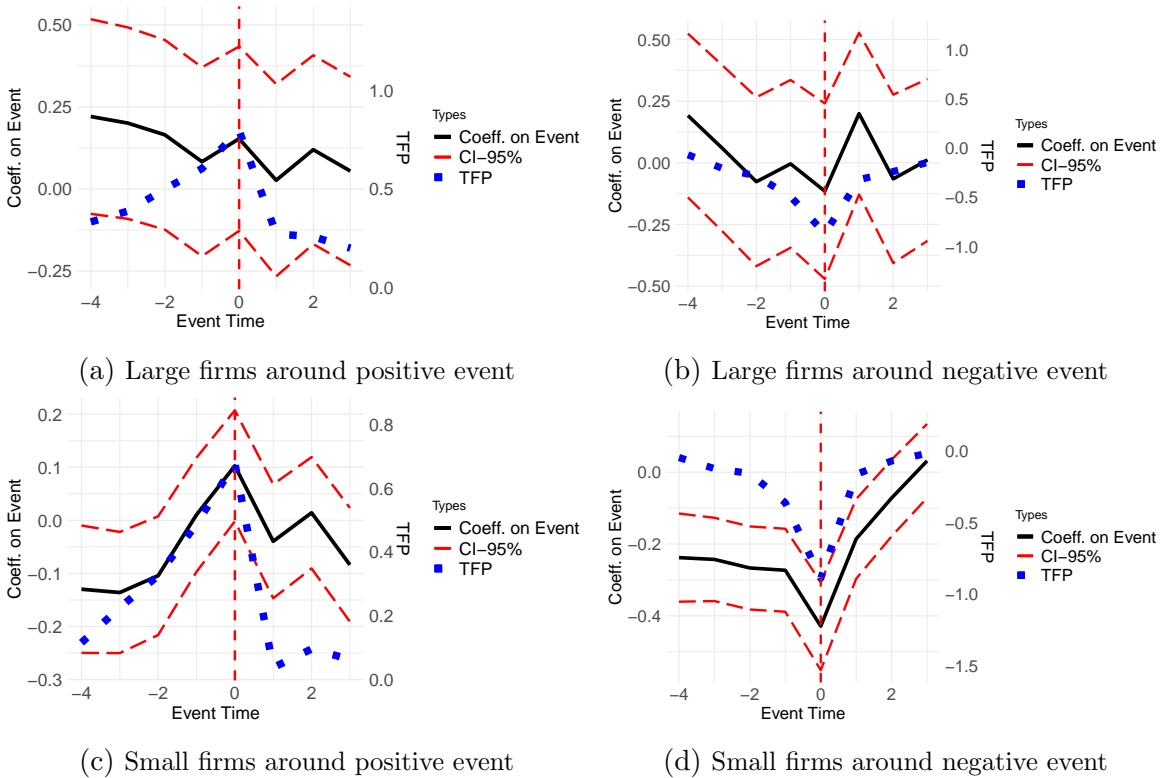 0.50
0.25
0.00
−0.25
Coeff. on Event
1.0
0.5
0.0
TFP
−4
−2
0
2
Event Time
Types
Coeff. on Event
CI−95%
TFP
(a) Large firms around positive event
0.50
0.25
0.00
−0.25
−0.50
Coeff. on Event
1.0
0.5
0.0
−0.5
−1.0
TFP
−4
−2
0
2
Event Time
Types
Coeff. on Event
CI−95%
TFP
(b) Large firms around negative event
0.2
0.1
0.0
−0.1
−0.2
−0.3
Coeff. on Event
0.8
0.6
0.4
0.2
0.0
TFP
−4
−2
0
2
Event Time
Types
Coeff. on Event
CI−95%
TFP
(c) Small firms around positive event
0.0
−0.2
−0.4
Coeff. on Event
0.0
−0.5
−1.0
−1.5
TFP
−4
−2
0
2
Event Time
Types
Coeff. on Event
CI−95%
TFP
(d) Small firms around negative event